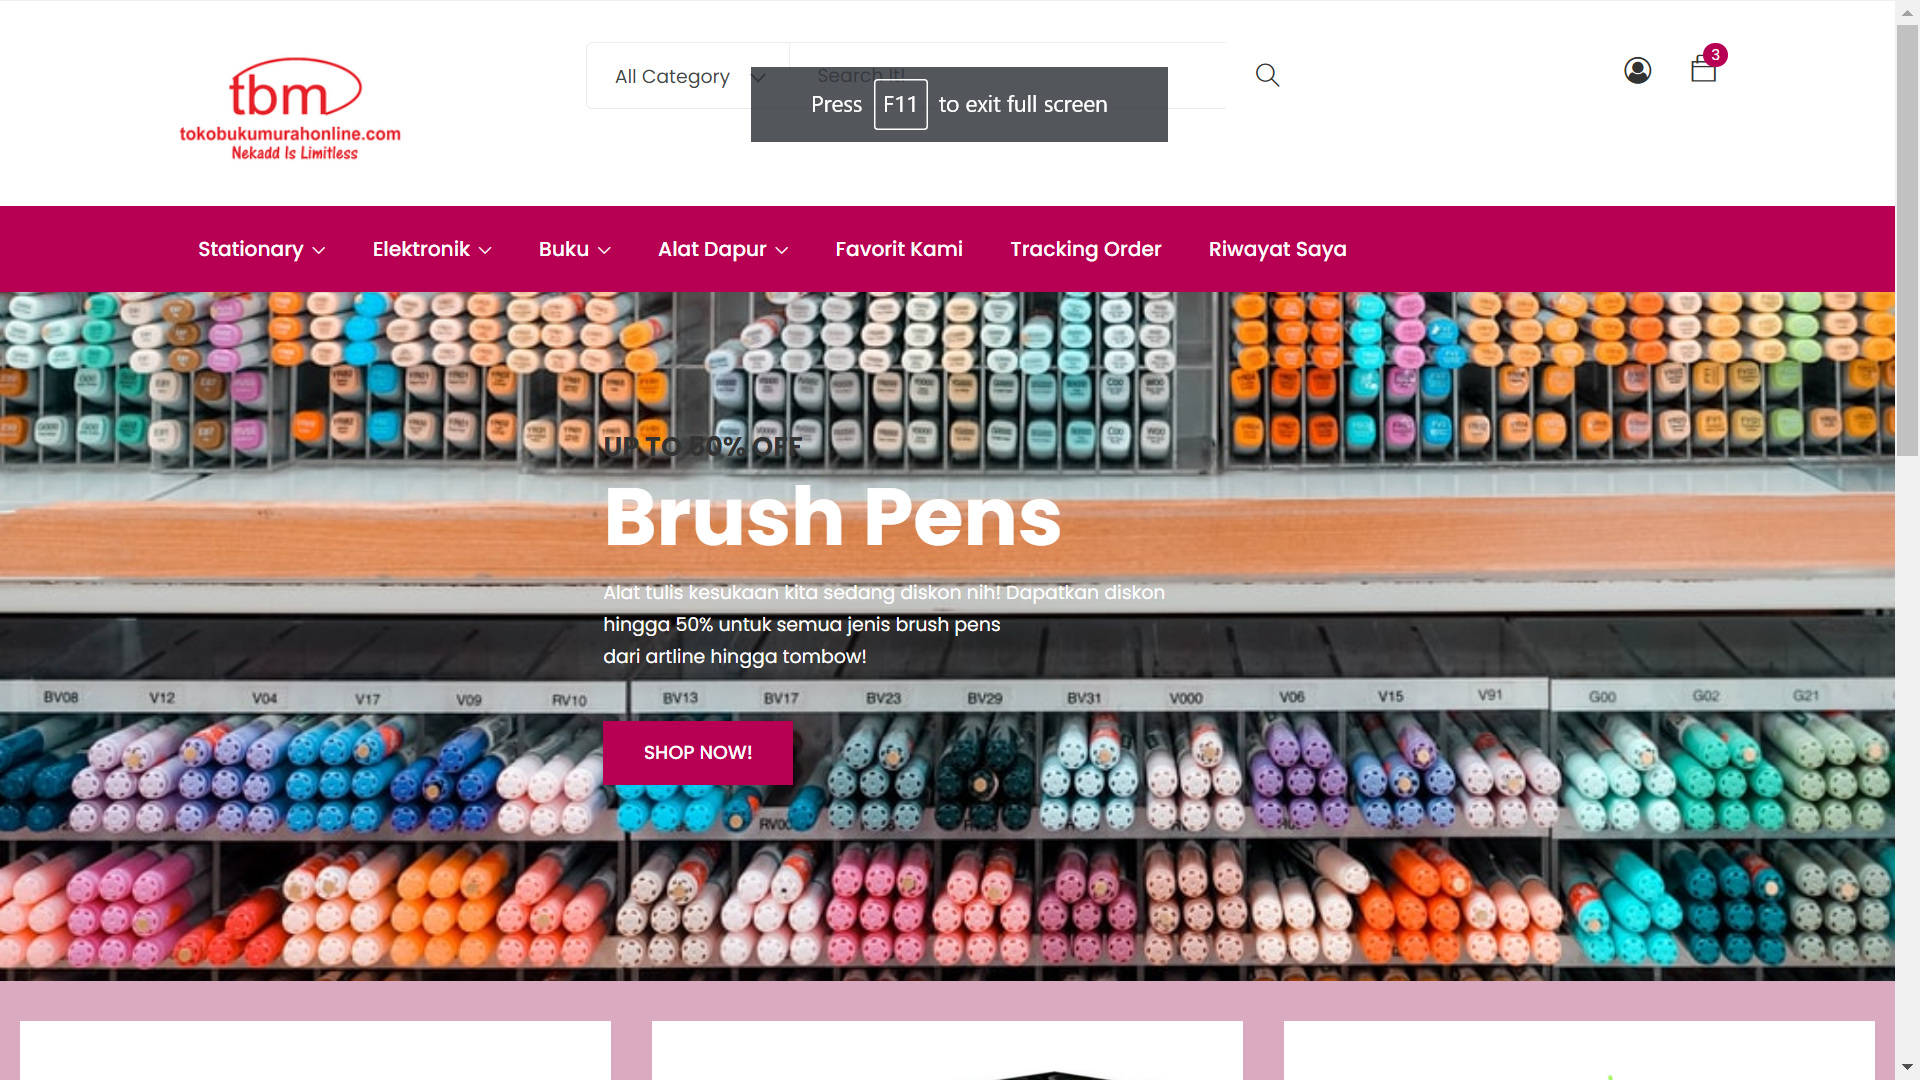 tbm
tokobukumurahonline.com
Nekadd Is Limitless
All Category
Search It!
Press F11 to exit full screen
3
Stationary
Elektronik
Buku
Alat Dapur
Favorit Kami
Tracking Order
Riwayat Saya
UP TO 50% OFF
Brush Pens
Alat tulis kesukaan kita sedang diskon nih! Dapatkan diskon
hingga 50% untuk semua jenis brush pens
dari artline hingga tombow!
BV08 V12 V04 V17 V09 RV10 BV13 BV17 BV23 BV29 BV31 V000 V06 V15 V91 G00 G02 G21
SHOP NOW!